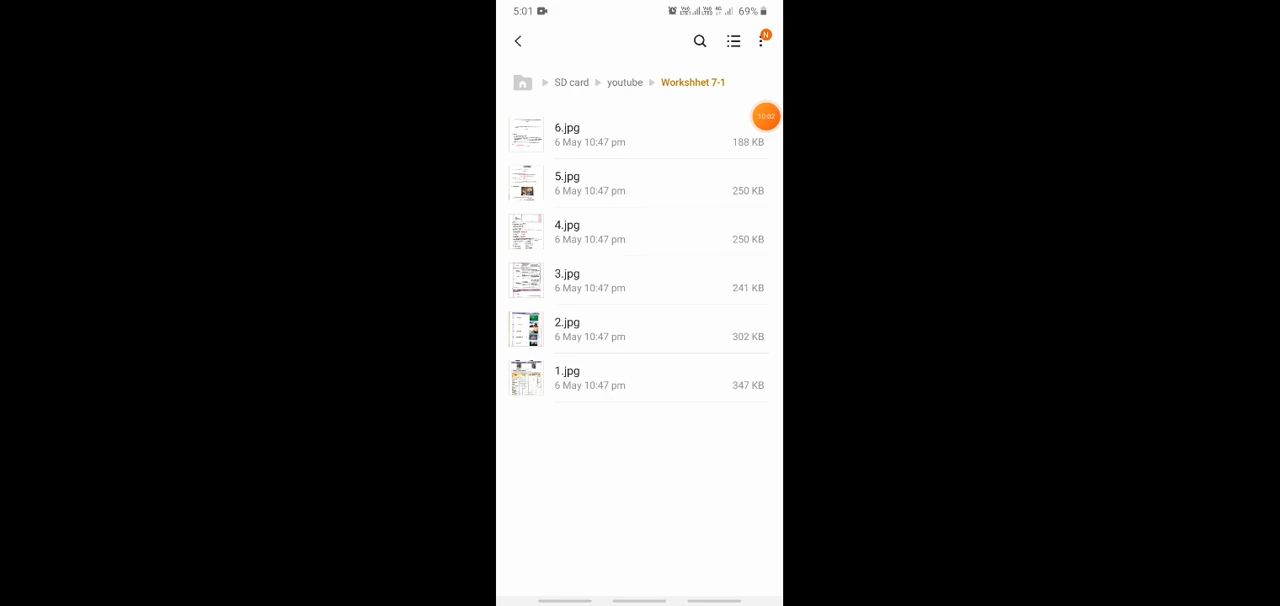 5:01 69%
SD card youtube Workshhet 7-1
N
10:02
6.jpg
6 May 10:47 pm 188 KB
5.jpg
6 May 10:47 pm 250 KB
4.jpg
6 May 10:47 pm 250 KB
3.jpg
6 May 10:47 pm 241 KB
2.jpg
6 May 10:47 pm 302 KB
1.jpg
6 May 10:47 pm 347 KB